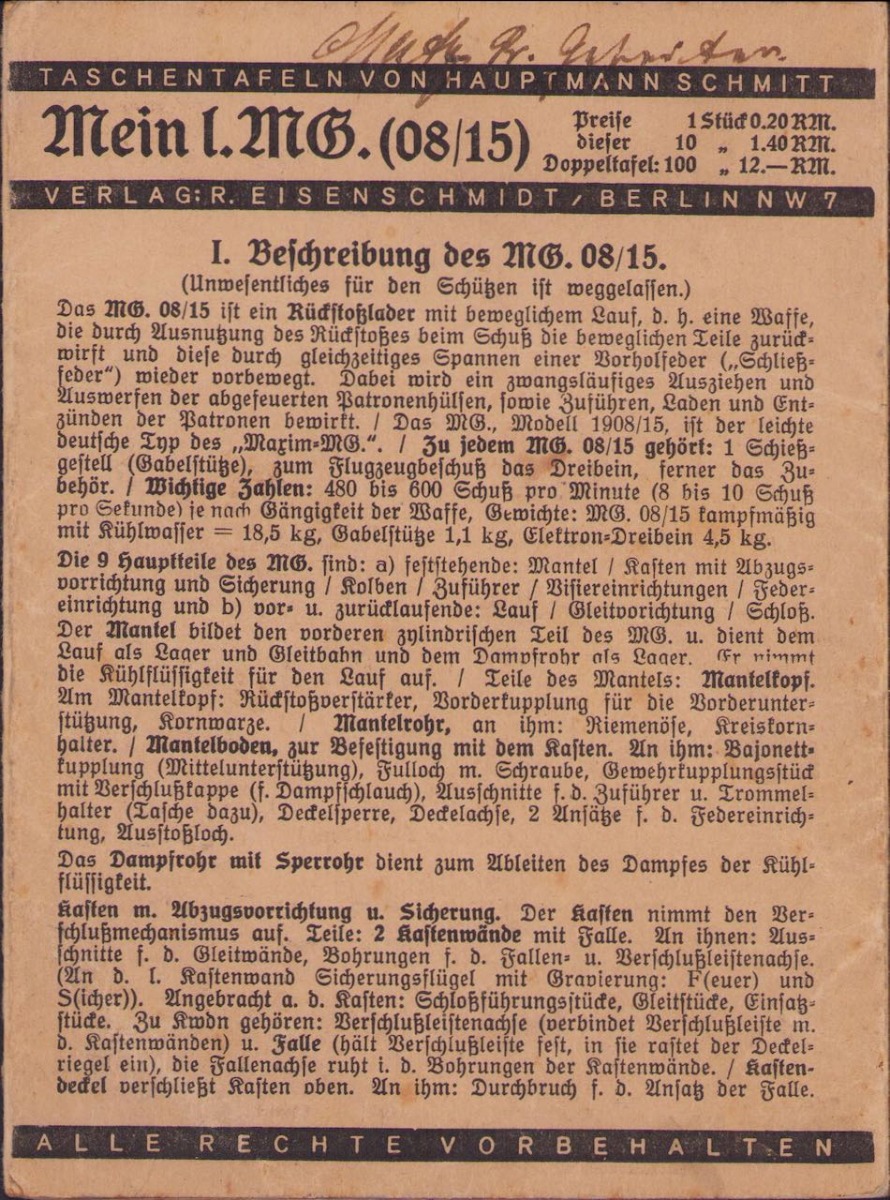 TASCHENTAFELN VON HAUPTMANN SCHMITT
Mein l. MG. (08/15)
Preise 1 Stück 0.20 RM.
dieser 10 „ 1.40 RM.
Doppeltafel: 100 „ 12.— RM.
VERLAG: R. EISENSCHMIDT / BERLIN NW 7
I. Beschreibung des MG. 08/15.
(Unwesentliches für den Schützen ist weggelassen.)
Das MG. 08/15 ist ein Rückstoßlader mit beweglichem Lauf, d. h. eine Waffe,
die durch Ausnutzung des Rückstoßes beim Schuß die beweglichen Teile zurück-
wirft und diese durch gleichzeitiges Spannen einer Vorholfeder („Schließ-
feder“) wieder vorbewegt. Dabei wird ein zwangsläufiges Ausziehen und
Auswerfen der abgefeuerten Patronenhülsen, sowie Zuführen, Laden und Ent-
zünden der Patronen bewirkt. / Das MG., Modell 1908/15, ist der leichte
deutsche Typ des „Maxim-MG.“. / Zu jedem MG. 08/15 gehört: 1 Schieß-
gestell (Gabelstütze), zum Flugzeugbeschuß das Dreibein, ferner das Zu-
behör. / Wichtige Zahlen: 480 bis 600 Schuß pro Minute (8 bis 10 Schuß
pro Sekunde) je nach Gängigkeit der Waffe, Gewichte: MG. 08/15 kampfmäßig
mit Kühlwasser = 18,5 kg, Gabelstütze 1,1 kg, Elektron-Dreibein 4,5 kg.
Die 9 Hauptteile des MG. sind: a) feststehende: Mantel / Kasten mit Abzugs-
vorrichtung und Sicherung / Kolben / Zuführer / Visiereinrichtungen / Feder-
einrichtung und b) vor- u. zurücklaufende: Lauf / Gleitvorichtung / Schloß.
Der Mantel bildet den vorderen zylindrischen Teil des MG. u. dient dem
Lauf als Lager und Gleitbahn und dem Dampfrohr als Lager. Er nimmt
die Kühlflüssigkeit für den Lauf auf. / Teile des Mantels: Mantelkopf.
Am Mantelkopf: Rückstoßverstärker, Vorderkupplung für die Vorderunter-
stützung, Kornwarze. / Mantelrohr, an ihm: Riemenöse, Kreiskorn-
halter. / Mantelboden, zur Befestigung mit dem Kasten. An ihm: Bajonett-
kupplung (Mittelunterstützung), Fulloch m. Schraube, Gewehrkupplungsstück
mit Verschlußkappe (f. Dampfschlauch), Ausschnitte f. d. Zuführer u. Trommel-
halter (Tasche dazu), Deckelsperre, Deckelachse, 2 Ansätze f. d. Federeinrich-
tung, Ausstoßloch.
Das Dampfrohr mit Sperrohr dient zum Ableiten des Dampfes der Kühl-
flüssigkeit.
Kasten m. Abzugsvorrichtung u. Sicherung. Der Kasten nimmt den Ver-
schlußmechanismus auf. Teile: 2 Kastenwände mit Falle. An ihnen: Aus-
schnitte f. d. Gleitwände, Bohrungen f. d. Fallen- u. Verschlußleistenachse.
(An d. l. Kastenwand Sicherungsflügel mit Gravierung: F(euer) und
S(icher)). Angebracht a. d. Kasten: Schloßführungsstücke, Gleitstücke, Einsatz-
stücke. Zu Kwdn gehören: Verschlußleistenachse (verbindet Verschlußleiste m.
d. Kastenwänden) u. Falle (hält Verschlußleiste fest, in sie rastet der Deckel-
riegel ein), die Fallenachse ruht i. d. Bohrungen der Kastenwände. / Kasten-
deckel verschließt Kasten oben. An ihm: Durchbruch f. d. Ansatz der Falle.
ALLE RECHTE VORBEHALTEN